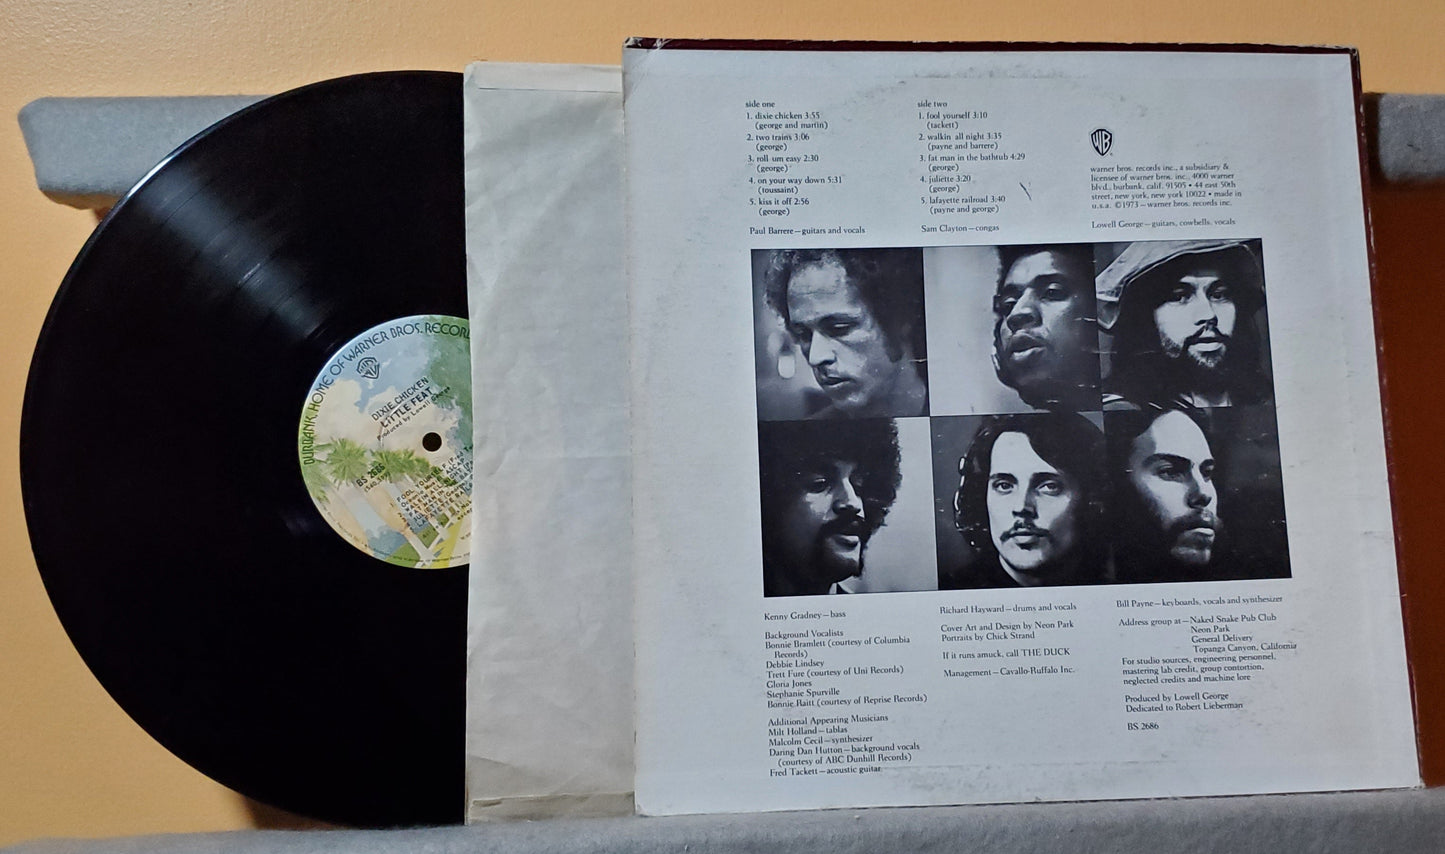 BURBANK, HOME OF WARNER BROS. RECOR
DIXIE CHICKEN
LITTLE FEAT
Produced by Lowell George
BS 2686
side one
1. dixie chicken 3:55
(george and martin)
2. two trains 3:06
(george)
3. roll um easy 2:30
(george)
4. on your way down 5:31
(toussaint)
5. kiss it off 2:56
(george)
Paul Barrere—guitars and vocals
side two
1. fool yourself 3:10
(tackett)
2. walkin all night 3:35
(payne and barrere)
3. fat man in the bathtub 4:29
(george)
4. juliette 3:20
(george)
5. lafayette railroad 3:40
(payne and george)
Sam Clayton—congas
WB
warner bros. records inc., a subsidiary &
licensee of warner bros. inc., 4000 warner
blvd., burbank, calif. 91505 • 44 east 50th
street, new york, new york 10022 • made in
u.s.a. ©1973—warner bros. records inc.
Lowell George—guitars, cowbells, vocals
Kenny Gradney—bass
Background Vocalists
Bonnie Bramlett (courtesy of Columbia
Records)
Debbie Lindsey
Trett Fure (courtesy of Uni Records)
Gloria Jones
Stephanie Spurville
Bonnie Raitt (courtesy of Reprise Records)
Additional Appearing Musicians
Milt Holland—tablas
Malcolm Cecil—synthesizer
Daring Dan Hutton—background vocals
(courtesy of ABC Dunhill Records)
Fred Tackett—acoustic guitar
Richard Hayward—drums and vocals
Cover Art and Design by Neon Park
Portraits by Chick Strand
If it runs amuck, call THE DUCK
Management—Cavallo-Ruffalo Inc.
Bill Payne—keyboards, vocals and synthesizer
Address group at—Naked Snake Pub Club
Neon Park
General Delivery
Topanga Canyon, California
For studio sources, engineering personnel,
mastering lab credit, group contortion,
neglected credits and machine lore
Produced by Lowell George
Dedicated to Robert Lieberman
BS 2686